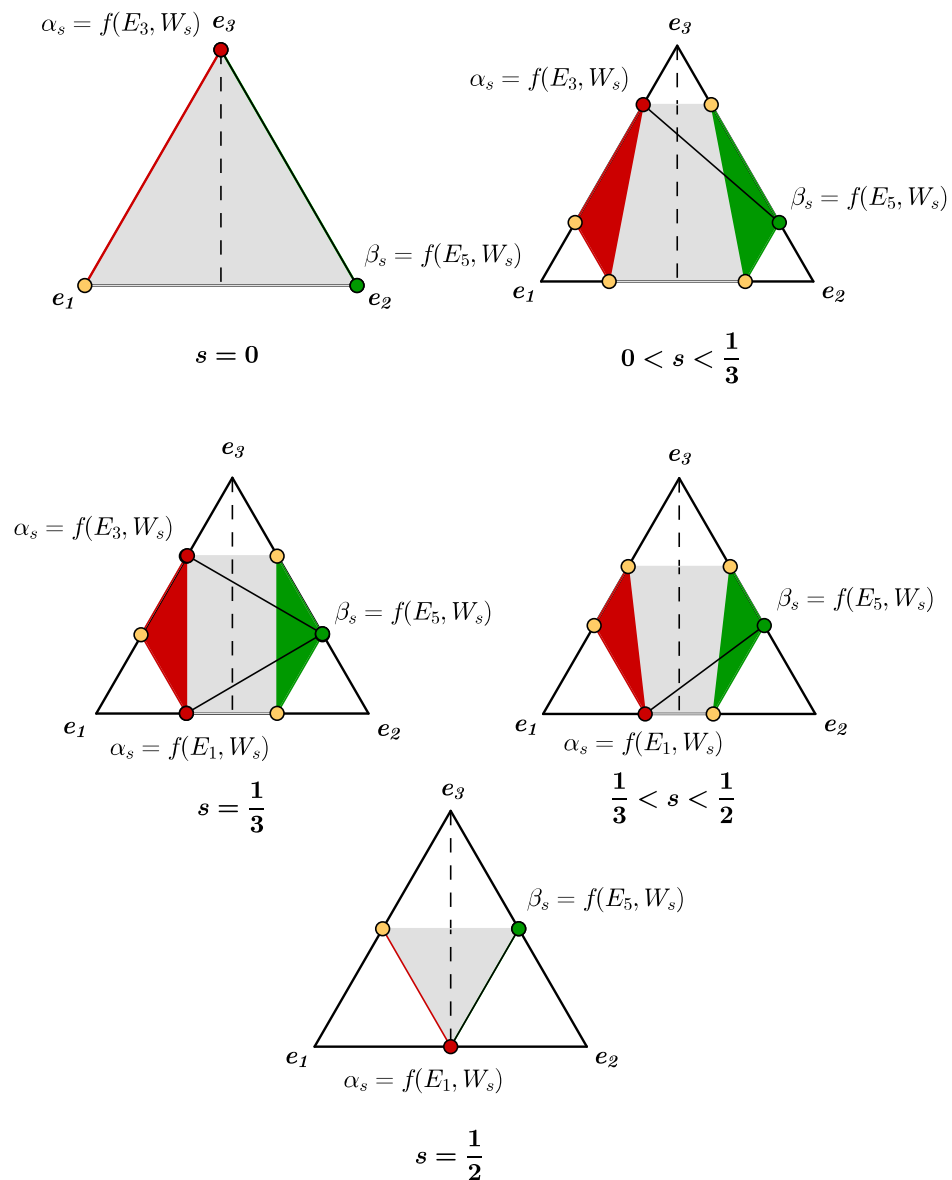 α_s = f(E_3, W_s) e_3
β_s = f(E_5, W_s)
e_1 e_2
s = 0
e_3
α_s = f(E_3, W_s)
β_s = f(E_5, W_s)
e_1 e_2
0 < s < 1/3
e_3
α_s = f(E_3, W_s)
β_s = f(E_5, W_s)
e_1 e_2
α_s = f(E_1, W_s)
s = 1/3
e_3
β_s = f(E_5, W_s)
e_1 e_2
α_s = f(E_1, W_s)
1/3 < s < 1/2
e_3
β_s = f(E_5, W_s)
e_1 e_2
α_s = f(E_1, W_s)
s = 1/2